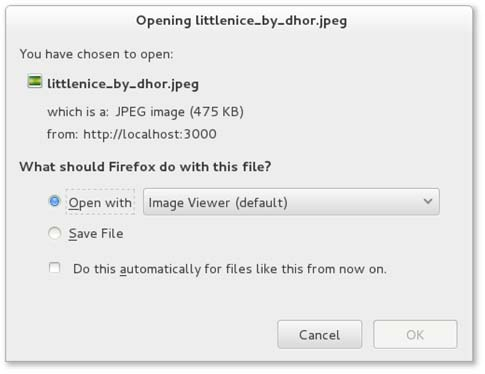 Opening littlenice_by_dhor.jpeg
You have chosen to open:
littlenice_by_dhor.jpeg
which is a: JPEG image (475 KB)
from: http://localhost:3000
What should Firefox do with this file?
Open with Image Viewer (default)
Save File
Do this automatically for files like this from now on.
Cancel OK